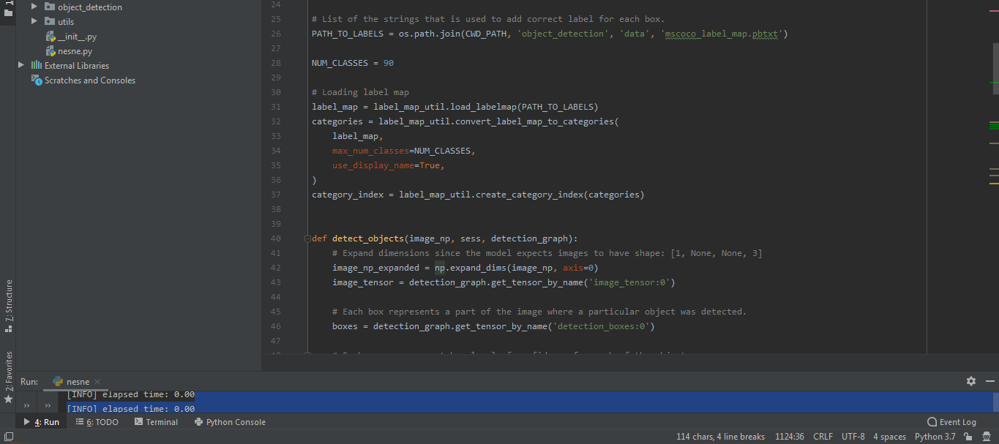 1
object_detection
utils
__init__.py
nesne.py
External Libraries
Scratches and Consoles
7: Structure
2: Favorites
24
25 # List of the strings that is used to add correct label for each box.
26 PATH_TO_LABELS = os.path.join(CWD_PATH, 'object_detection', 'data', 'mscoco_label_map.pbtxt')
27
28 NUM_CLASSES = 90
29
30 # Loading label map
31 label_map = label_map_util.load_labelmap(PATH_TO_LABELS)
32 categories = label_map_util.convert_label_map_to_categories(
33 label_map,
34 max_num_classes=NUM_CLASSES,
35 use_display_name=True,
36 )
37 category_index = label_map_util.create_category_index(categories)
38
39
40 def detect_objects(image_np, sess, detection_graph):
41 # Expand dimensions since the model expects images to have shape: [1, None, None, 3]
42 image_np_expanded = np.expand_dims(image_np, axis=0)
43 image_tensor = detection_graph.get_tensor_by_name('image_tensor:0')
44
45 # Each box represents a part of the image where a particular object was detected.
46 boxes = detection_graph.get_tensor_by_name('detection_boxes:0')
47
Run: nesne
[INFO] elapsed time: 0.00
[INFO] elapsed time: 0.00
4: Run 6: TODO Terminal Python Console Event Log
114 chars, 4 line breaks 1124:36 CRLF UTF-8 4 spaces Python 3.7